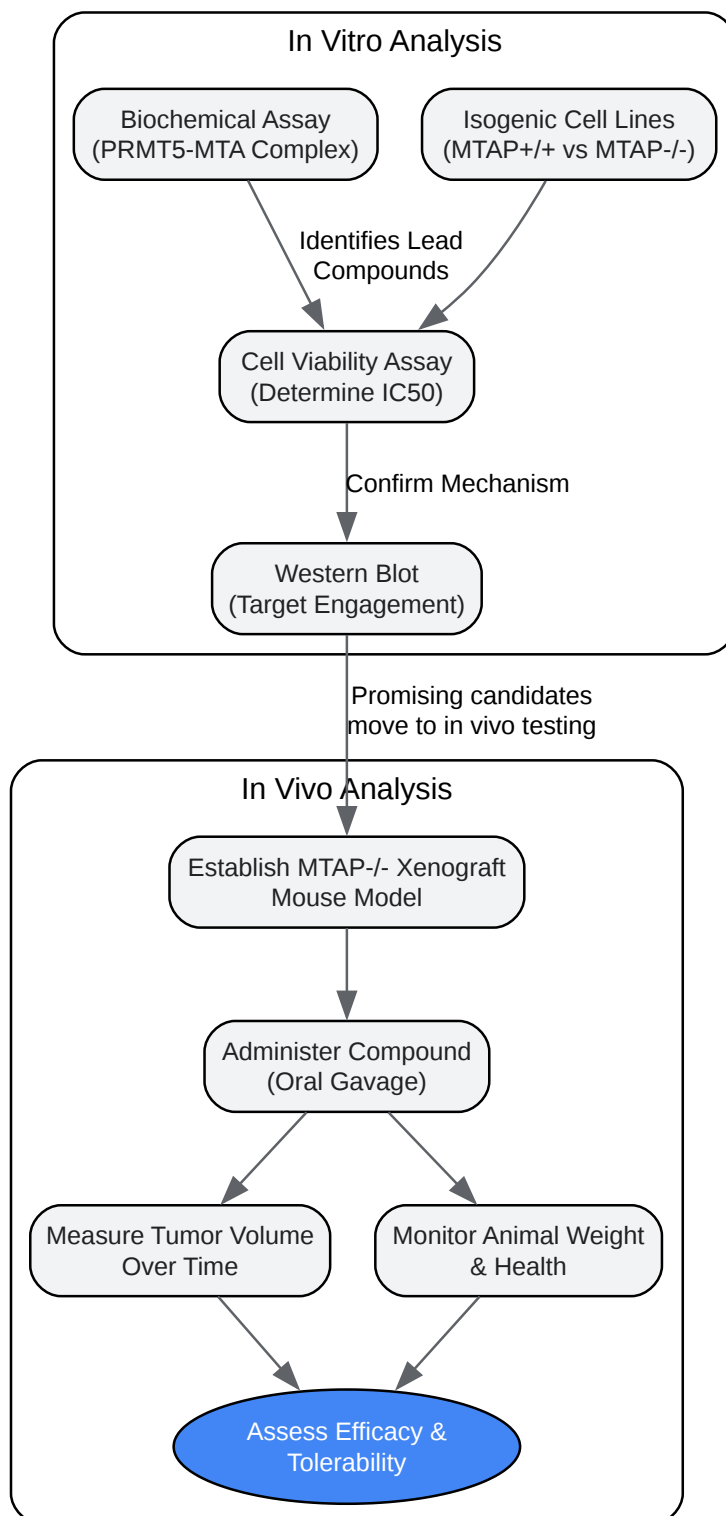 In Vitro Analysis
Biochemical Assay
(PRMT5-MTA Complex)
Isogenic Cell Lines
(MTAP+/+ vs MTAP-/-)
Identifies Lead
Compounds
Cell Viability Assay
(Determine IC50)
Confirm Mechanism
Western Blot
(Target Engagement)
Promising candidates
move to in vivo testing
In Vivo Analysis
Establish MTAP-/- Xenograft
Mouse Model
Administer Compound
(Oral Gavage)
Measure Tumor Volume
Over Time
Monitor Animal Weight
& Health
Assess Efficacy &
Tolerability